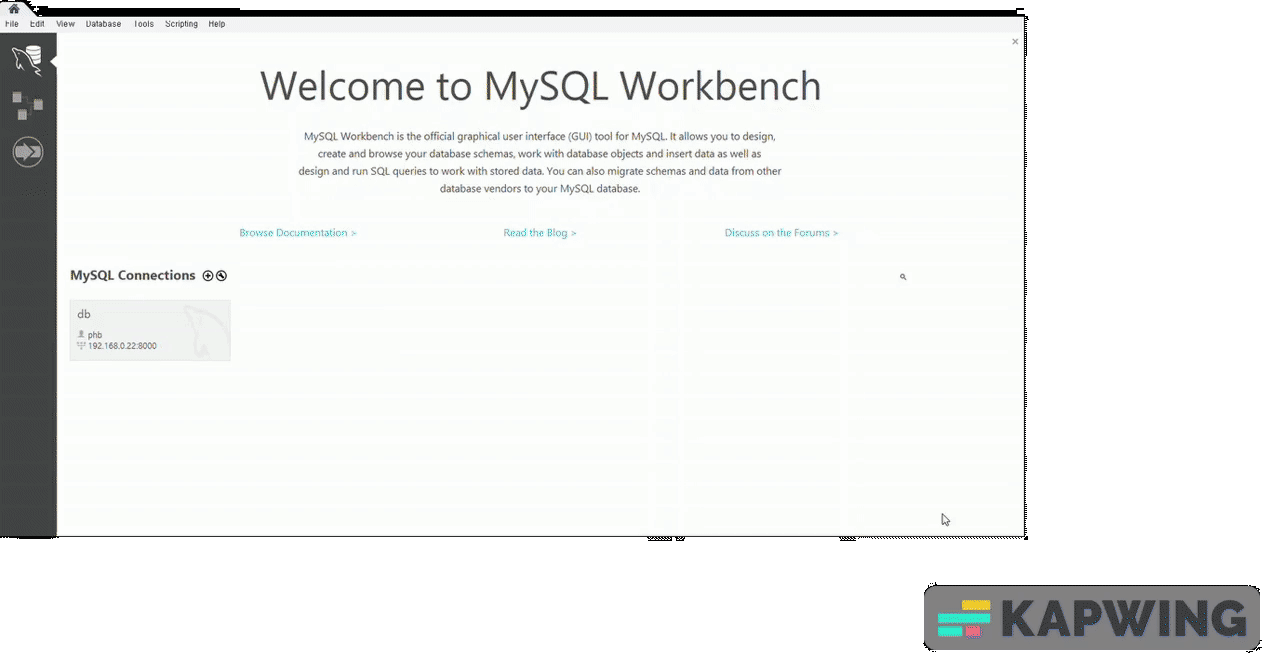 File Edit View Database Tools Scripting Help
Welcome to MySQL Workbench
MySQL Workbench is the official graphical user interface (GUI) tool for MySQL. It allows you to design,
create and browse your database schemas, work with database objects and insert data as well as
design and run SQL queries to work with stored data. You can also migrate schemas and data from other
database vendors to your MySQL database.
Browse Documentation > Read the Blog > Discuss on the Forums >
MySQL Connections
db
phb
192.168.0.22:8000
KAPWING